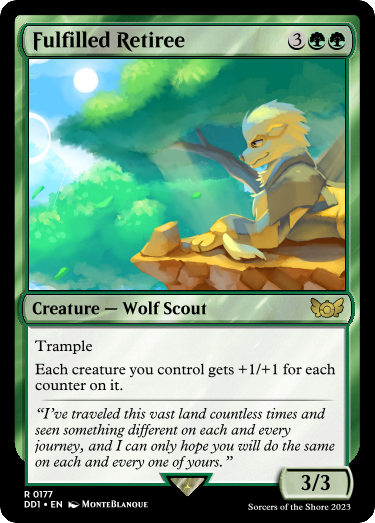 Fulfilled Retiree 3
Creature — Wolf Scout
Trample
Each creature you control gets +1/+1 for each
counter on it.
“I’ve traveled this vast land countless times and
seen something different on each and every
journey, and I can only hope you will do the same
on each and every one of yours.”
3/3
R 0177
DD1 • EN MonteBlanque
Sorcers of the Shore 2023